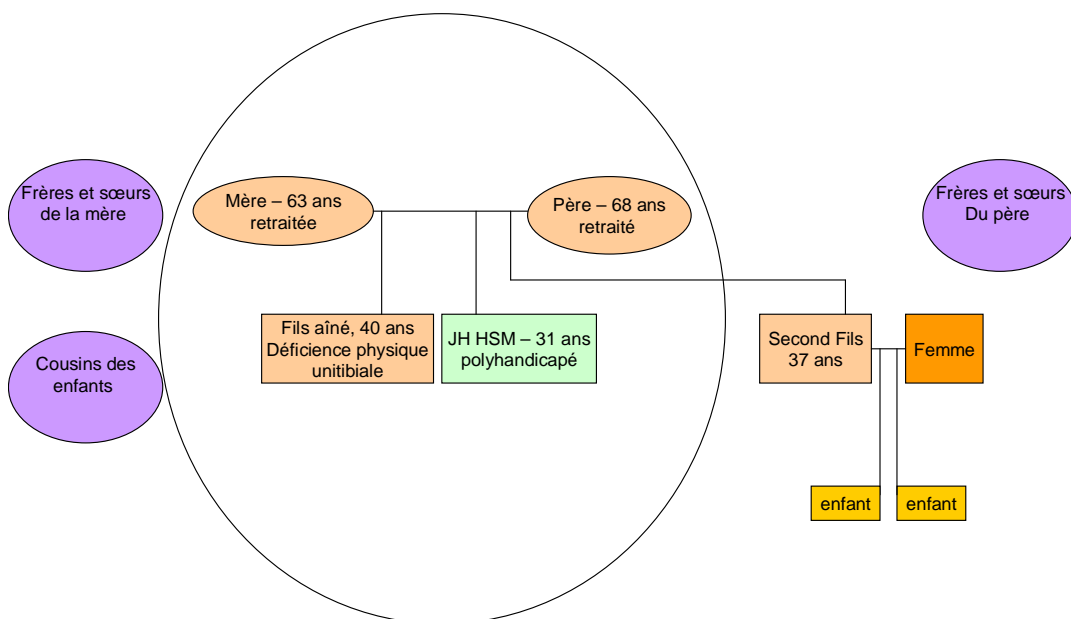 Frères et sœurs
de la mère
Mère – 63 ans
retraitée
Père – 68 ans
retraité
Frères et sœurs
Du père
Cousins des
enfants
Fils aîné, 40 ans
Déficience physique
unitibiale
JH HSM – 31 ans
polyhandicapé
Second Fils
37 ans
Femme
enfant
enfant